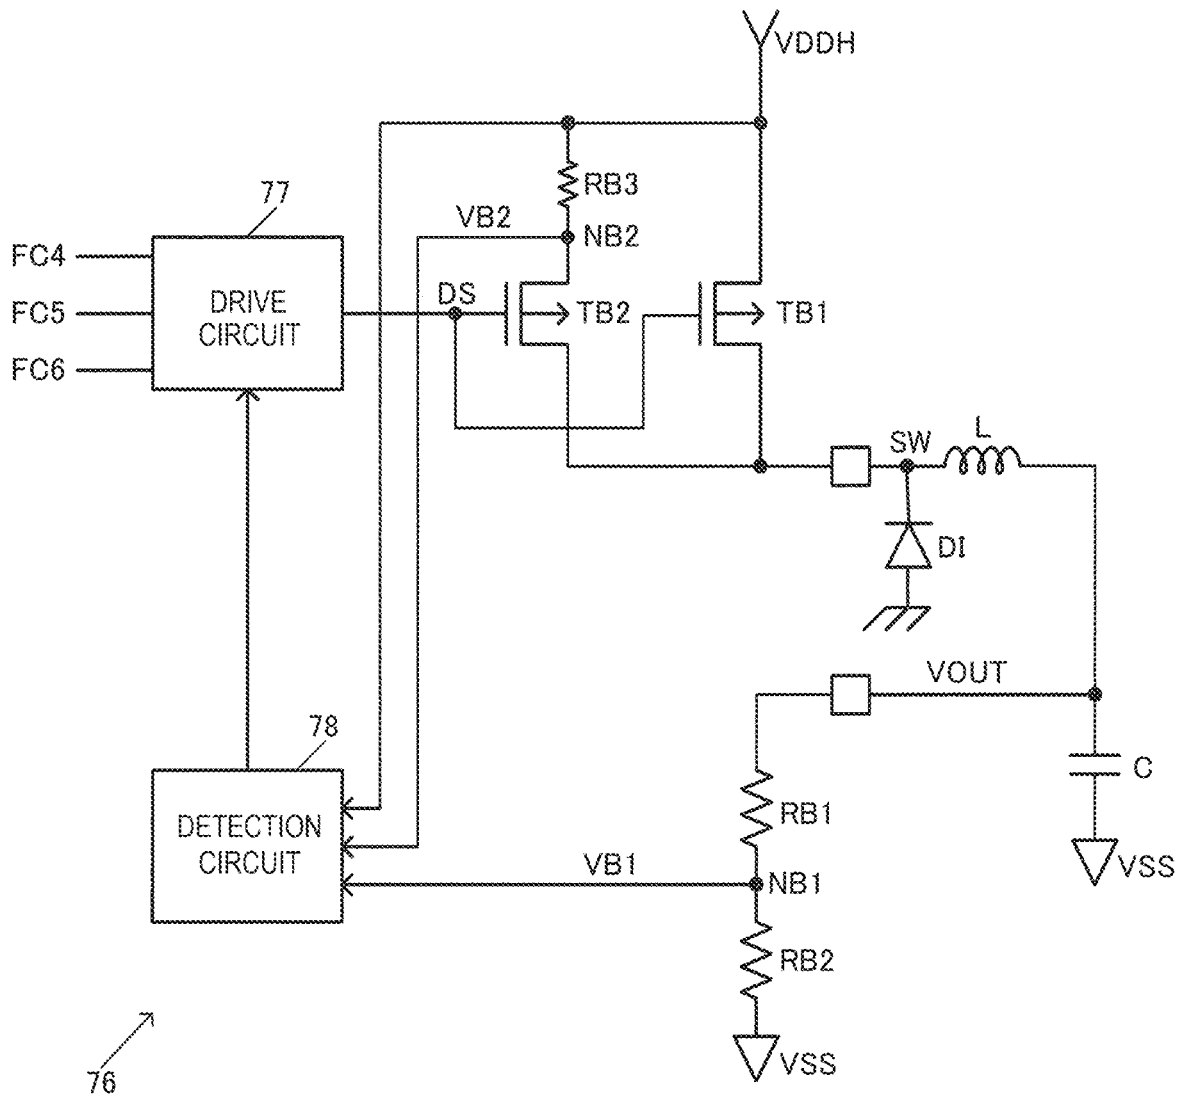 VDDH
77
RB3
VB2
NB2
FC4
FC5
FC6
DRIVE
CIRCUIT
DS
TB2
TB1
SW
L
DI
VOUT
78
C
DETECTION
CIRCUIT
RB1
VSS
VB1
NB1
RB2
VSS
76